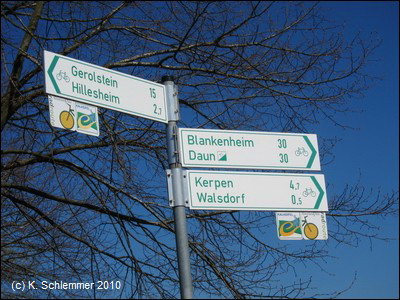 Gerolstein 15
Hillesheim 2,7
Blankenheim 30
Daun 30
Kerpen 4,7
Walsdorf 0,5
(c) K. Schlemmer 2010